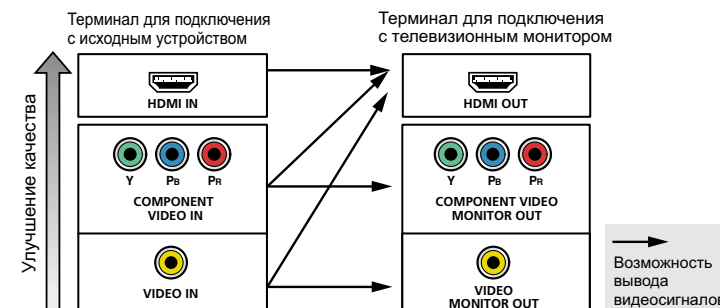 Терминал для подключения
с исходным устройством
Терминал для подключения
с телевизионным монитором
Улучшение качества
HDMI IN
HDMI OUT
Y PB PR
COMPONENT
VIDEO IN
Y PB PR
COMPONENT VIDEO
MONITOR OUT
VIDEO IN
VIDEO
MONITOR OUT
Возможность
вывода
видеосигналов